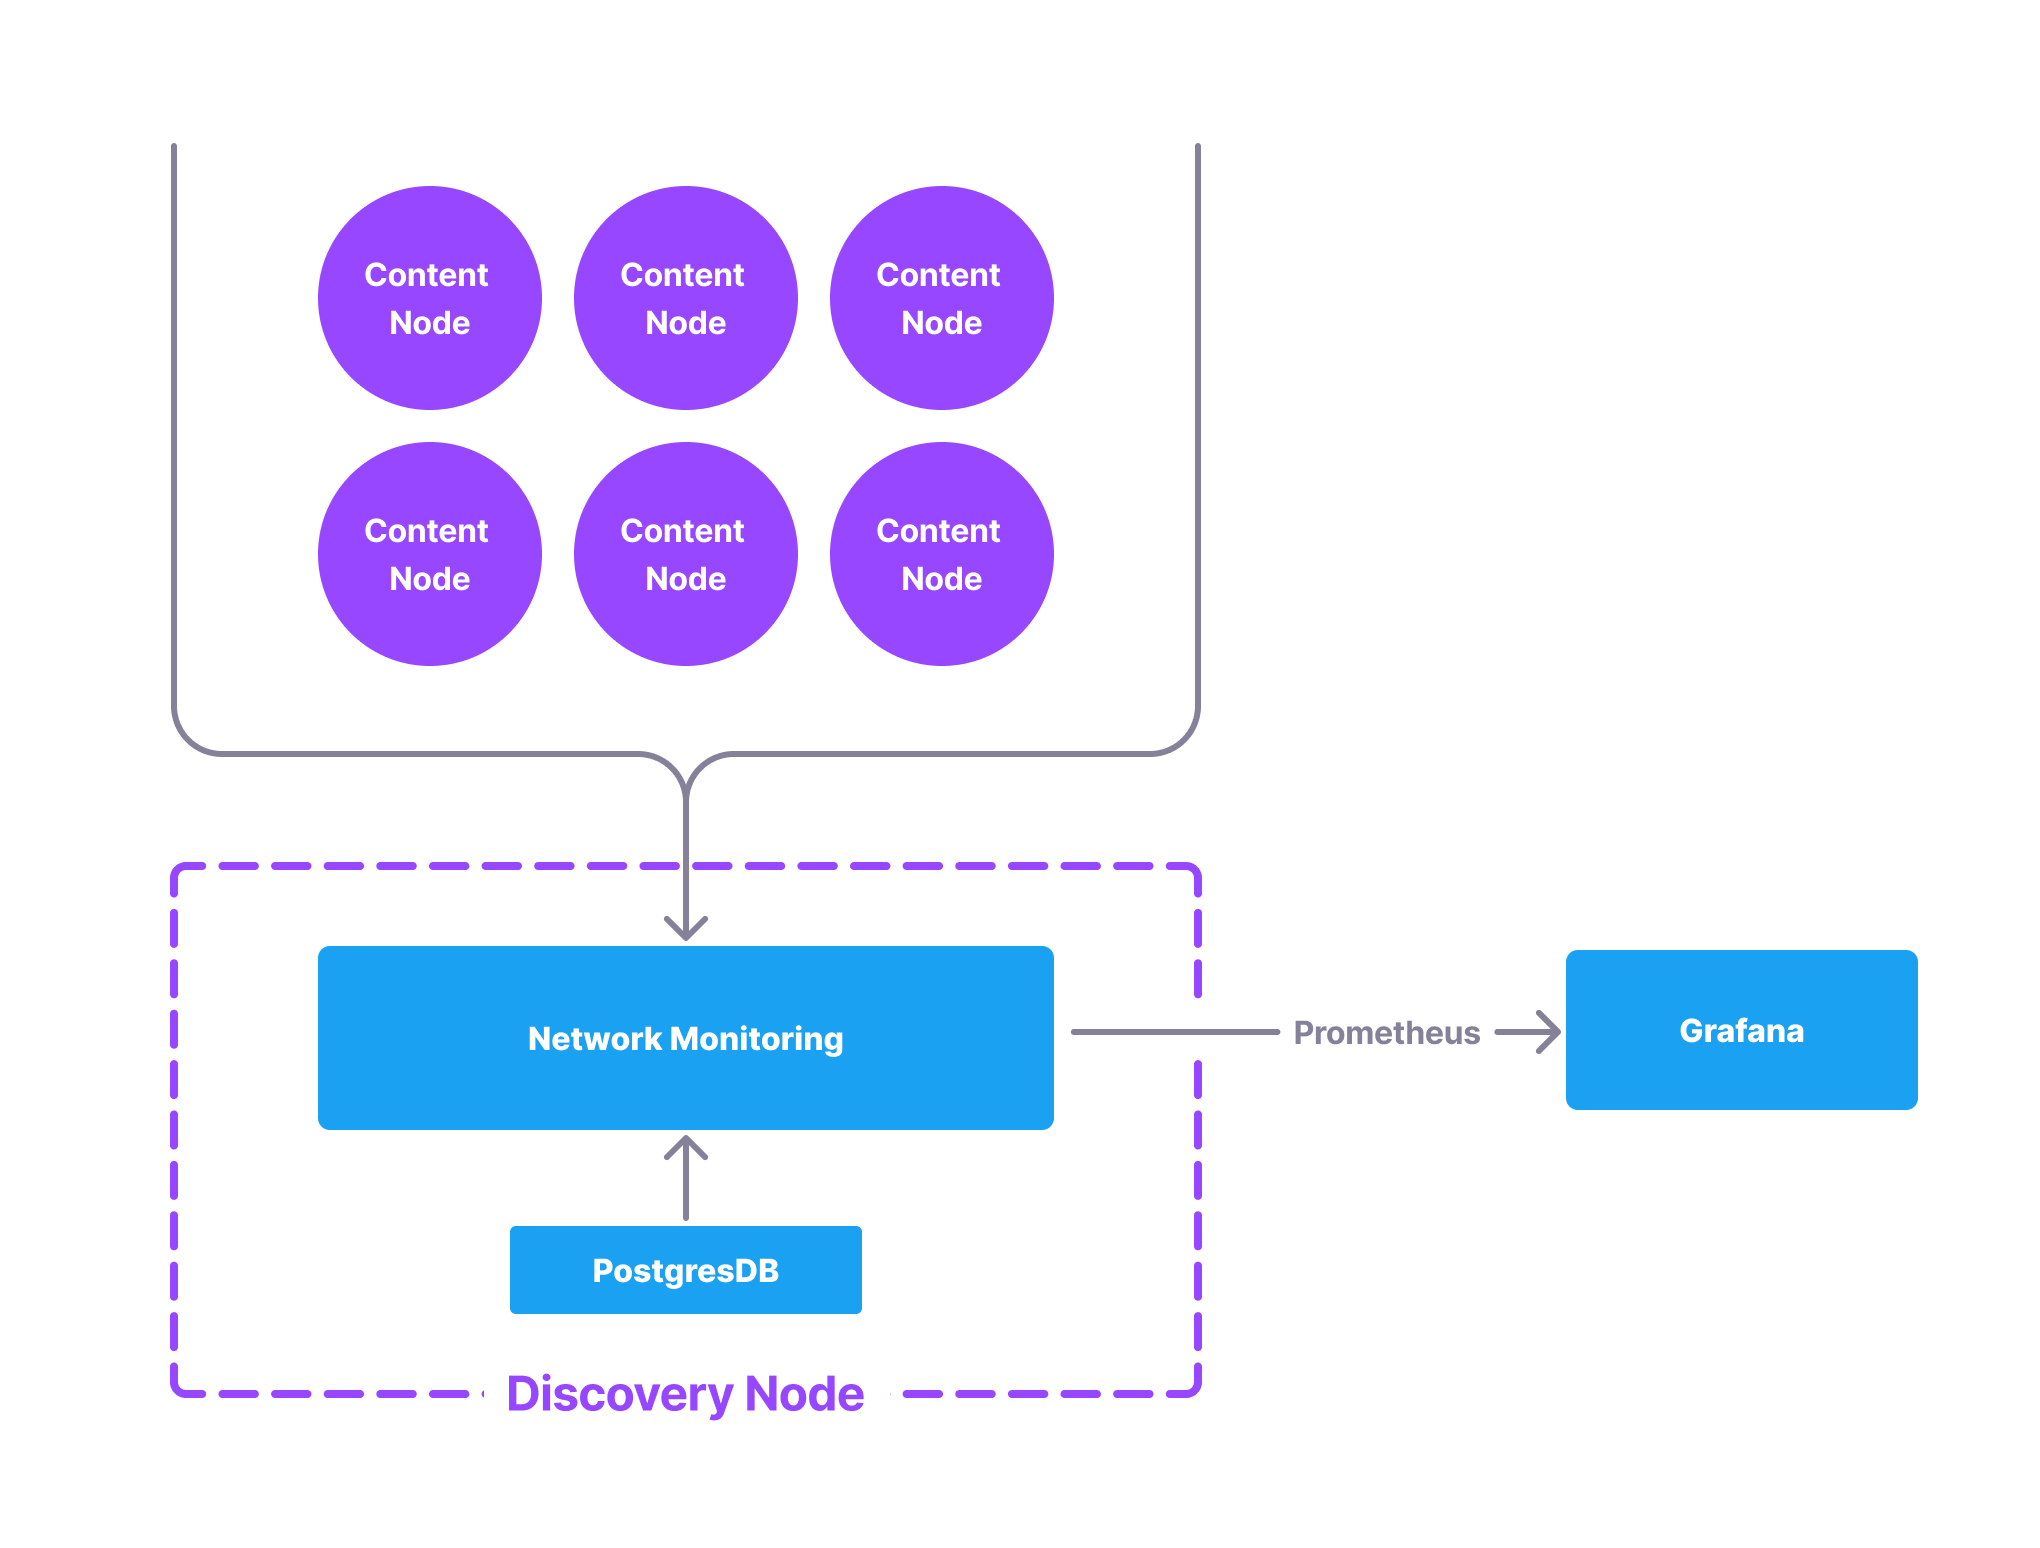 Content
Node
Content
Node
Content
Node
Content
Node
Content
Node
Content
Node
Network Monitoring
Prometheus
Grafana
PostgresDB
Discovery Node